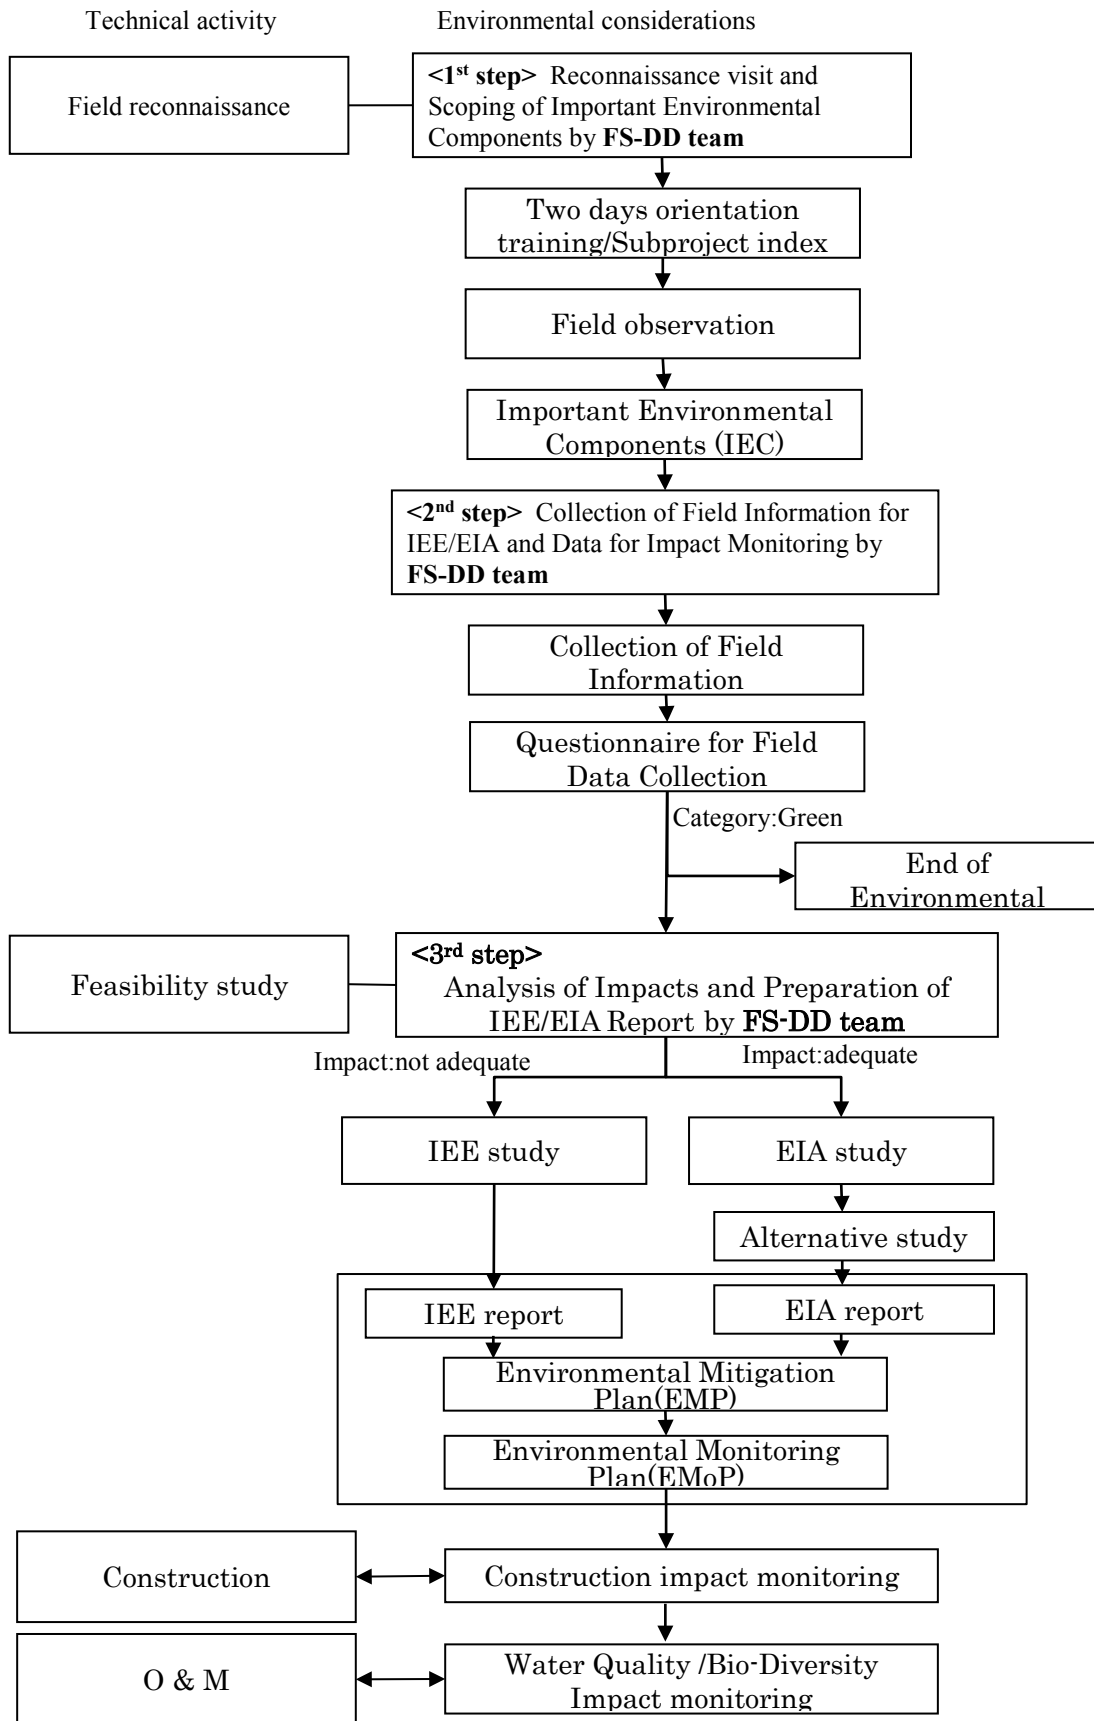 Technical activity
Environmental considerations
Field reconnaissance
<1st step> Reconnaissance visit and
Scoping of Important Environmental
Components by FS-DD team
Two days orientation
training/Subproject index
Field observation
Important Environmental
Components (IEC)
<2nd step> Collection of Field Information for
IEE/EIA and Data for Impact Monitoring by
FS-DD team
Collection of Field
Information
Questionnaire for Field
Data Collection
Category:Green
End of
Environmental
Feasibility study
<3rd step>
Analysis of Impacts and Preparation of
IEE/EIA Report by FS-DD team
Impact:not adequate
Impact:adequate
IEE study
EIA study
Alternative study
IEE report
EIA report
Environmental Mitigation
Plan(EMP)
Environmental Monitoring
Plan(EMoP)
Construction
Construction impact monitoring
O & M
Water Quality /Bio-Diversity
Impact monitoring